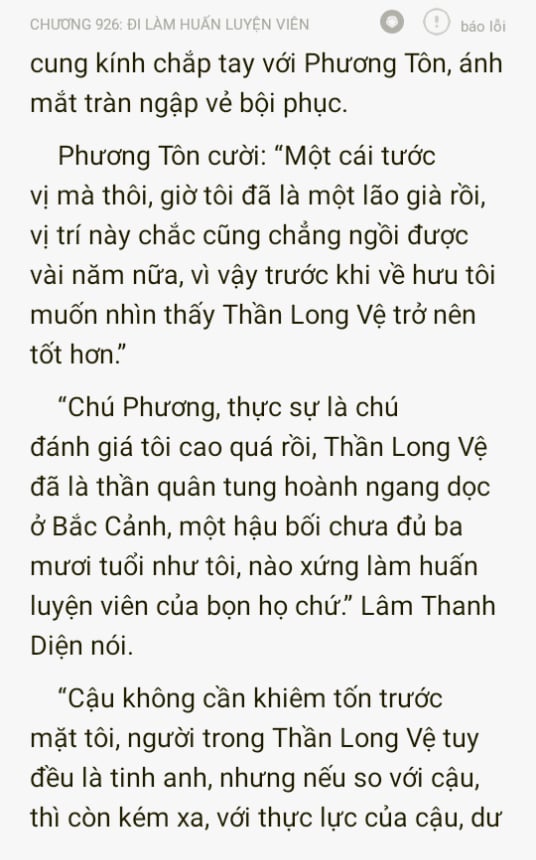 CHƯƠNG 926: ĐI LÀM HUẤN LUYỆN VIÊN
báo lỗi
cung kính chắp tay với Phương Tôn, ánh
mắt tràn ngập vẻ bội phục.
Phương Tôn cười: “Một cái tước
vị mà thôi, giờ tôi đã là một lão già rồi,
vị trí này chắc cũng chẳng ngồi được
vài năm nữa, vì vậy trước khi về hưu tôi
muốn nhìn thấy Thần Long Vệ trở nên
tốt hơn.”
“Chú Phương, thực sự là chú
đánh giá tôi cao quá rồi, Thần Long Vệ
đã là thần quân tung hoành ngang dọc
ở Bắc Cảnh, một hậu bối chưa đủ ba
mươi tuổi như tôi, nào xứng làm huấn
luyện viên của bọn họ chứ.” Lâm Thanh
Diện nói.
“Cậu không cần khiêm tốn trước
mặt tôi, người trong Thần Long Vệ tuy
đều là tinh anh, nhưng nếu so với cậu,
thì còn kém xa, với thực lực của cậu, dư